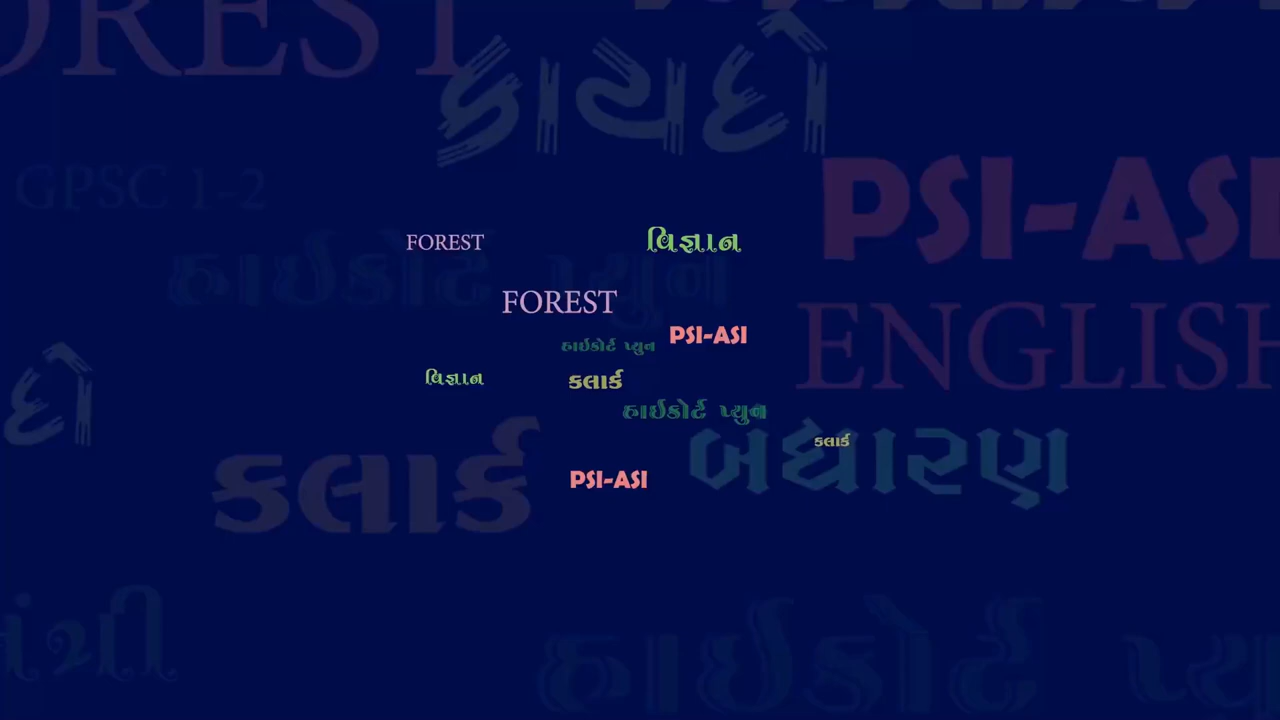 FOREST
કાયદો
GPSC 1-2
PSI-ASI
FOREST
વિજ્ઞાન
હાઈકોર્ટ પ્યુન
FOREST
ENGLISH
PSI-ASI
હાઈકોર્ટ પ્યુન
વિજ્ઞાન
કલાર્ક
હાઈકોર્ટ પ્યુન
કલાર્ક
બંધારણ
કલાર્ક
PSI-ASI
હાઈકોર્ટ